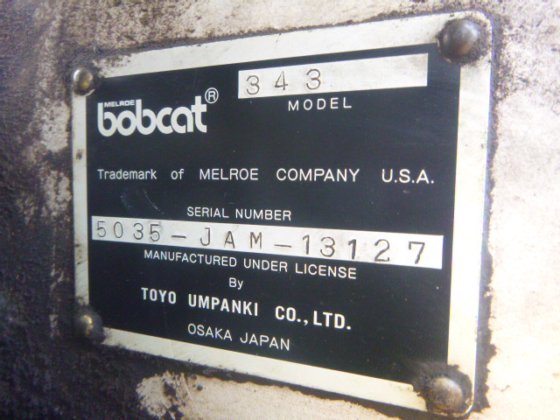 343
MODEL
MELROE
bobcat®
Trademark of MELROE COMPANY U.S.A.
SERIAL NUMBER
5035-JAM-13127
MANUFACTURED UNDER LICENSE
By
TOYO UMPANKI CO.,LTD.
OSAKA JAPAN